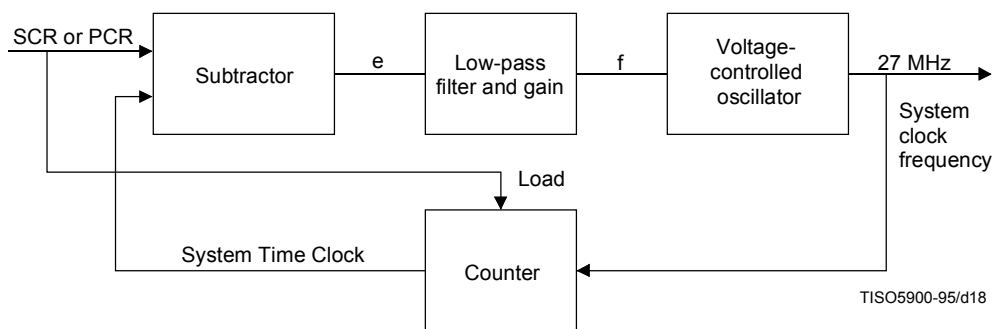 SCR or PCR
Subtractor
e
Low-pass
filter and gain
f
Voltage-
controlled
oscillator
27 MHz
System
clock
frequency
Load
System Time Clock
Counter
TISO5900-95/d18